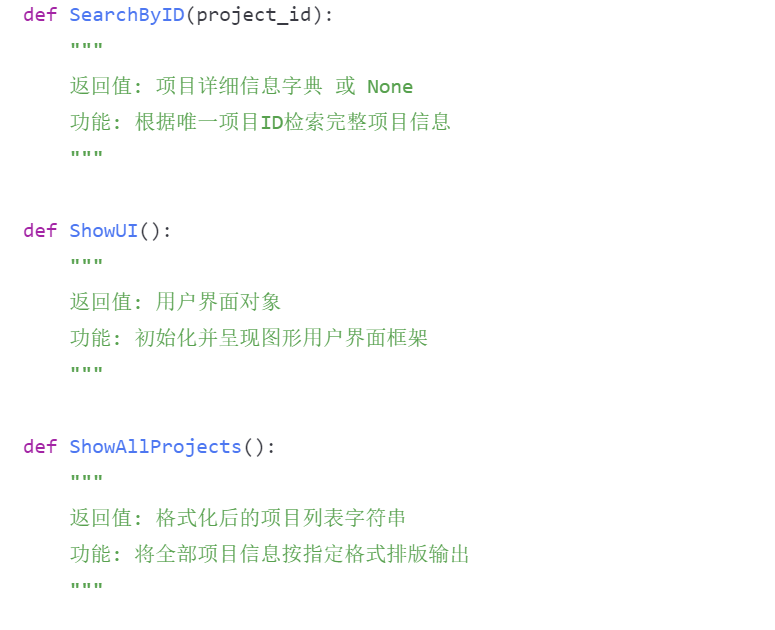 def SearchByID(project_id):
    """
    返回值: 项目详细信息字典 或 None
    功能: 根据唯一项目ID检索完整项目信息
    """
def ShowUI():
    """
    返回值: 用户界面对象
    功能: 初始化并呈现图形用户界面框架
    """
def ShowAllProjects():
    """
    返回值: 格式化后的项目列表字符串
    功能: 将全部项目信息按指定格式排版输出
    """